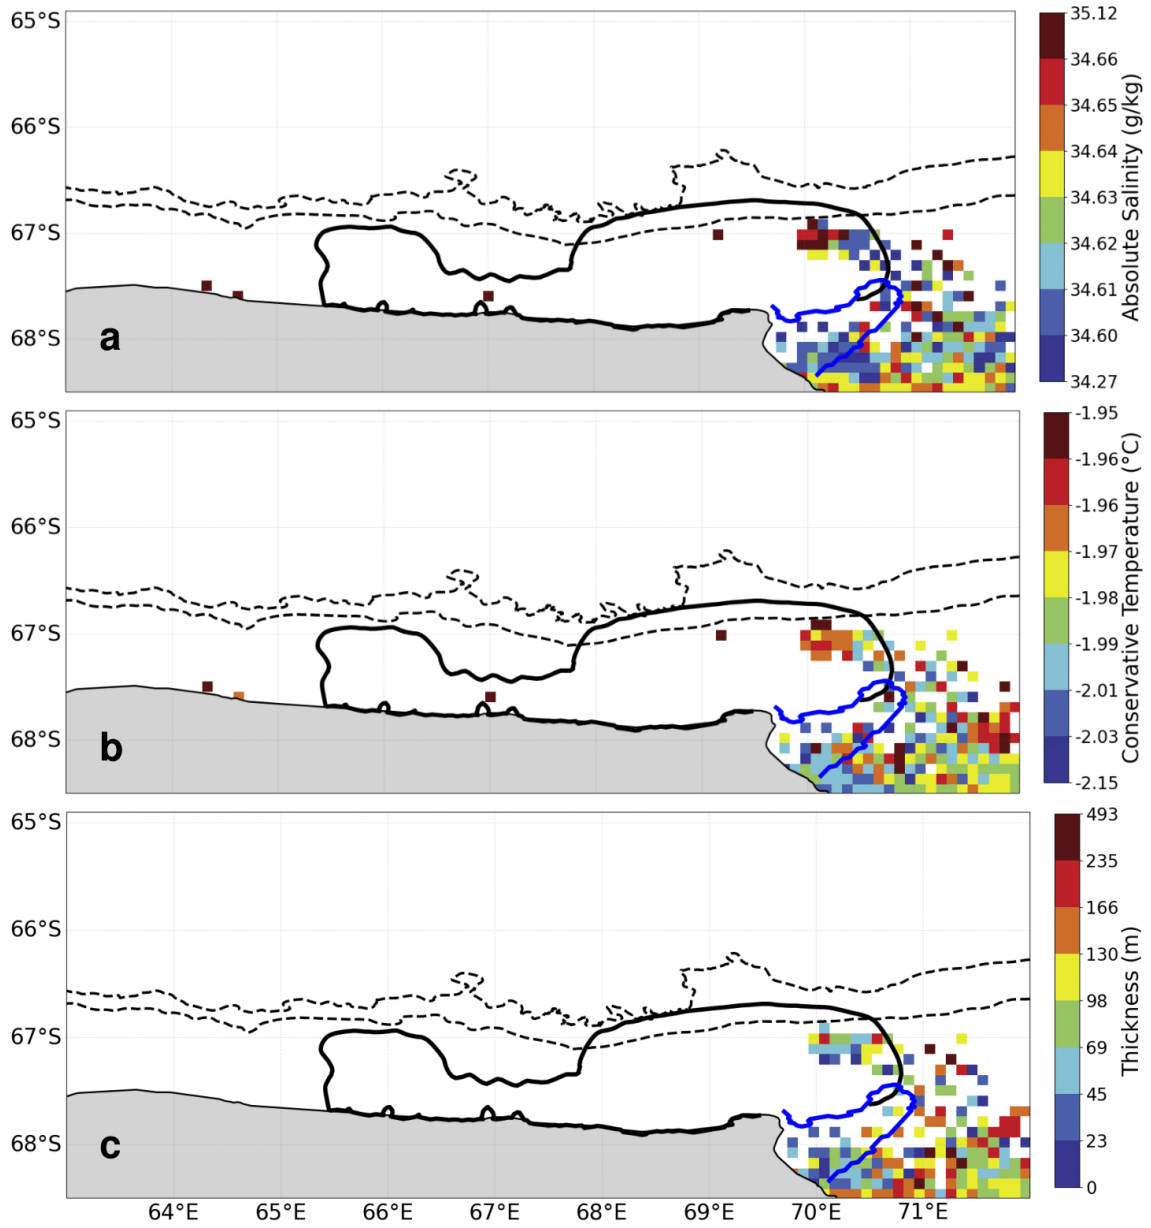 65°S
66°S
67°S
68°S
a
35.12
34.66
34.65
34.64
34.63
34.62
34.61
34.60
34.27
Absolute Salinity (g/kg)
65°S
66°S
67°S
68°S
b
-1.95
-1.96
-1.96
-1.97
-1.98
-1.99
-2.01
-2.03
-2.15
Conservative Temperature (°C)
65°S
66°S
67°S
68°S
c
493
235
166
130
98
69
45
23
0
Thickness (m)
64°E 65°E 66°E 67°E 68°E 69°E 70°E 71°E